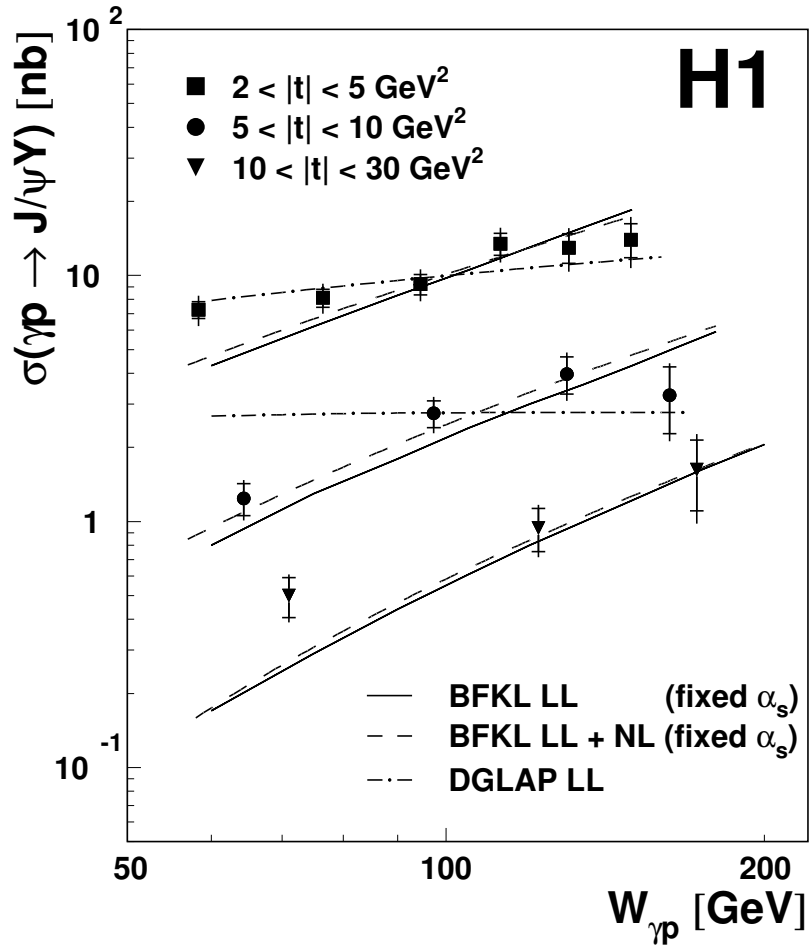 H1
σ(γp → J/ψY) [nb]
10²
10
1
10⁻¹
2 < |t| < 5 GeV²
5 < |t| < 10 GeV²
10 < |t| < 30 GeV²
BFKL LL (fixed αₛ)
BFKL LL + NL (fixed αₛ)
DGLAP LL
50 100 200
W_γp [GeV]